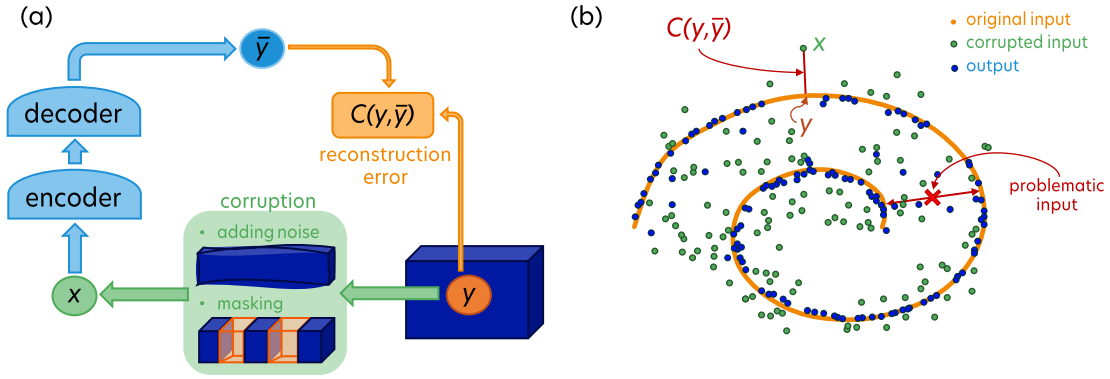 (a)
ȳ
decoder
C(y,ȳ)
reconstruction
error
encoder
corruption
• adding noise
x
• masking
y
(b)
C(y,ȳ)
x
y
• original input
• corrupted input
• output
problematic
input